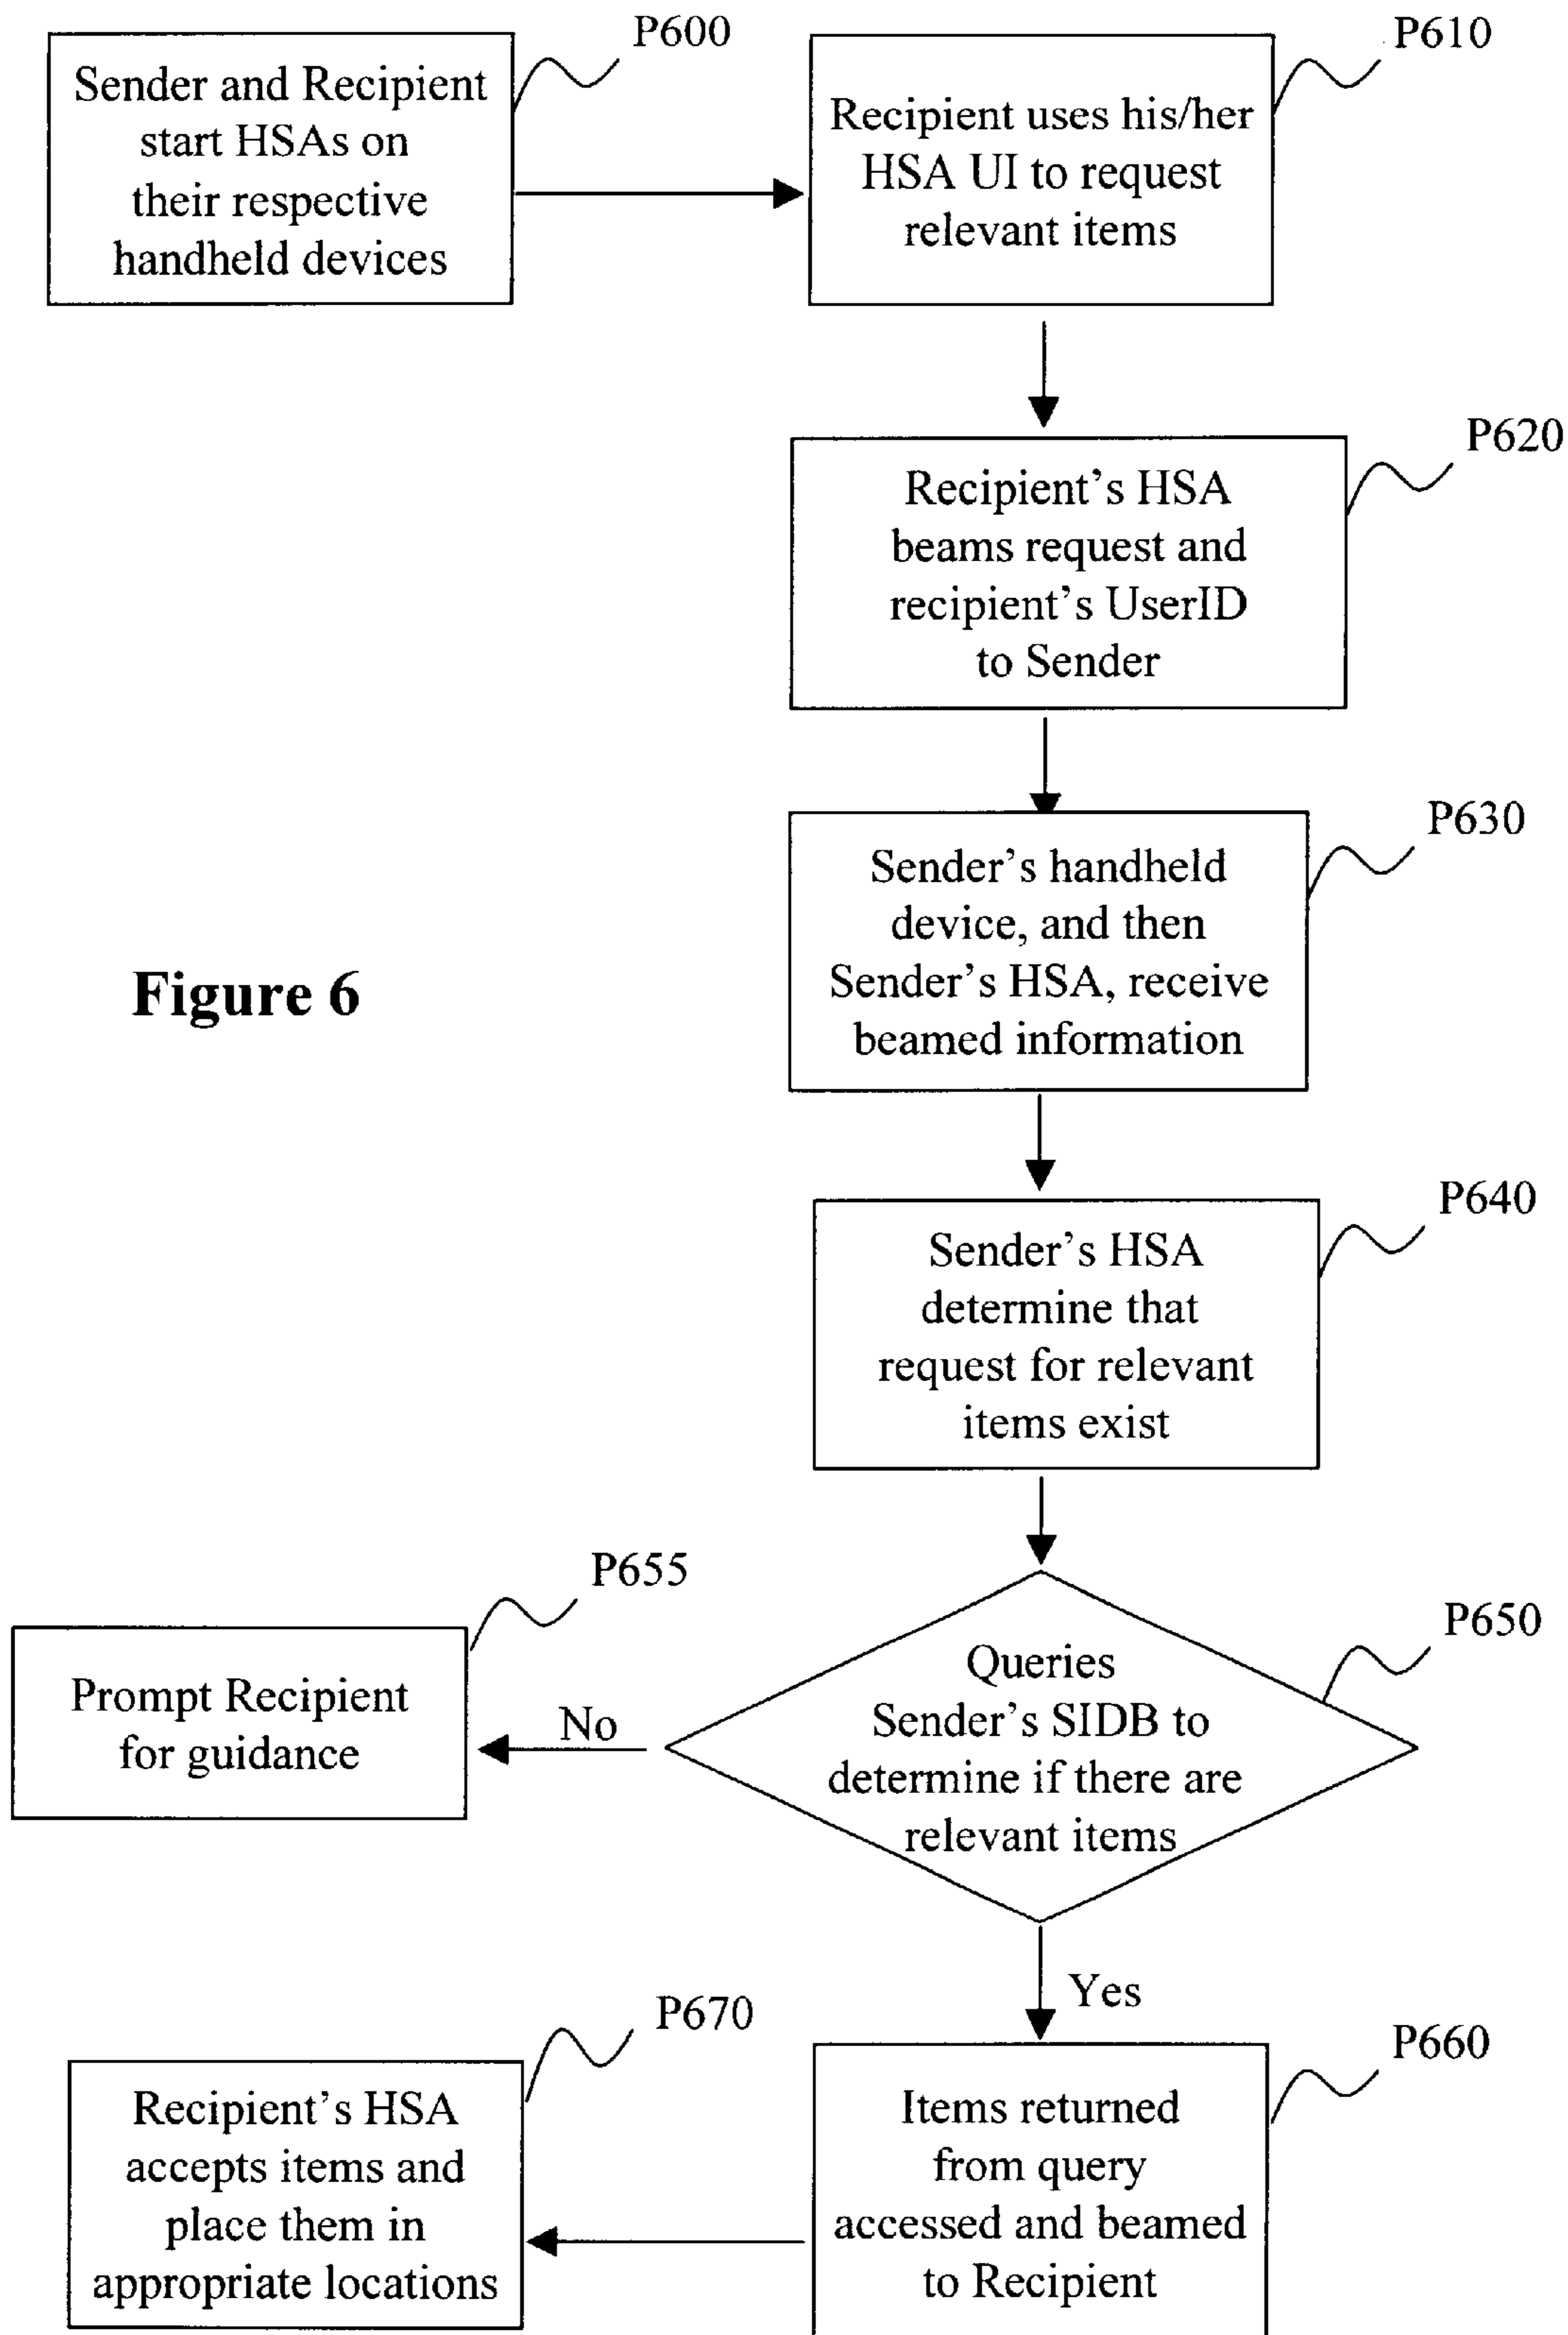 P600
Sender and Recipient
start HSAs on
their respective
handheld devices
P610
Recipient uses his/her
HSA UI to request
relevant items
P620
Recipient's HSA
beams request and
recipient's UserID
to Sender
P630
Sender's handheld
device, and then
Sender's HSA, receive
beamed information
Figure 6
P640
Sender's HSA
determine that
request for relevant
items exist
P650
Queries
Sender's SIDB to
determine if there are
relevant items
No
P655
Prompt Recipient
for guidance
Yes
P660
Items returned
from query
accessed and beamed
to Recipient
P670
Recipient's HSA
accepts items and
place them in
appropriate locations